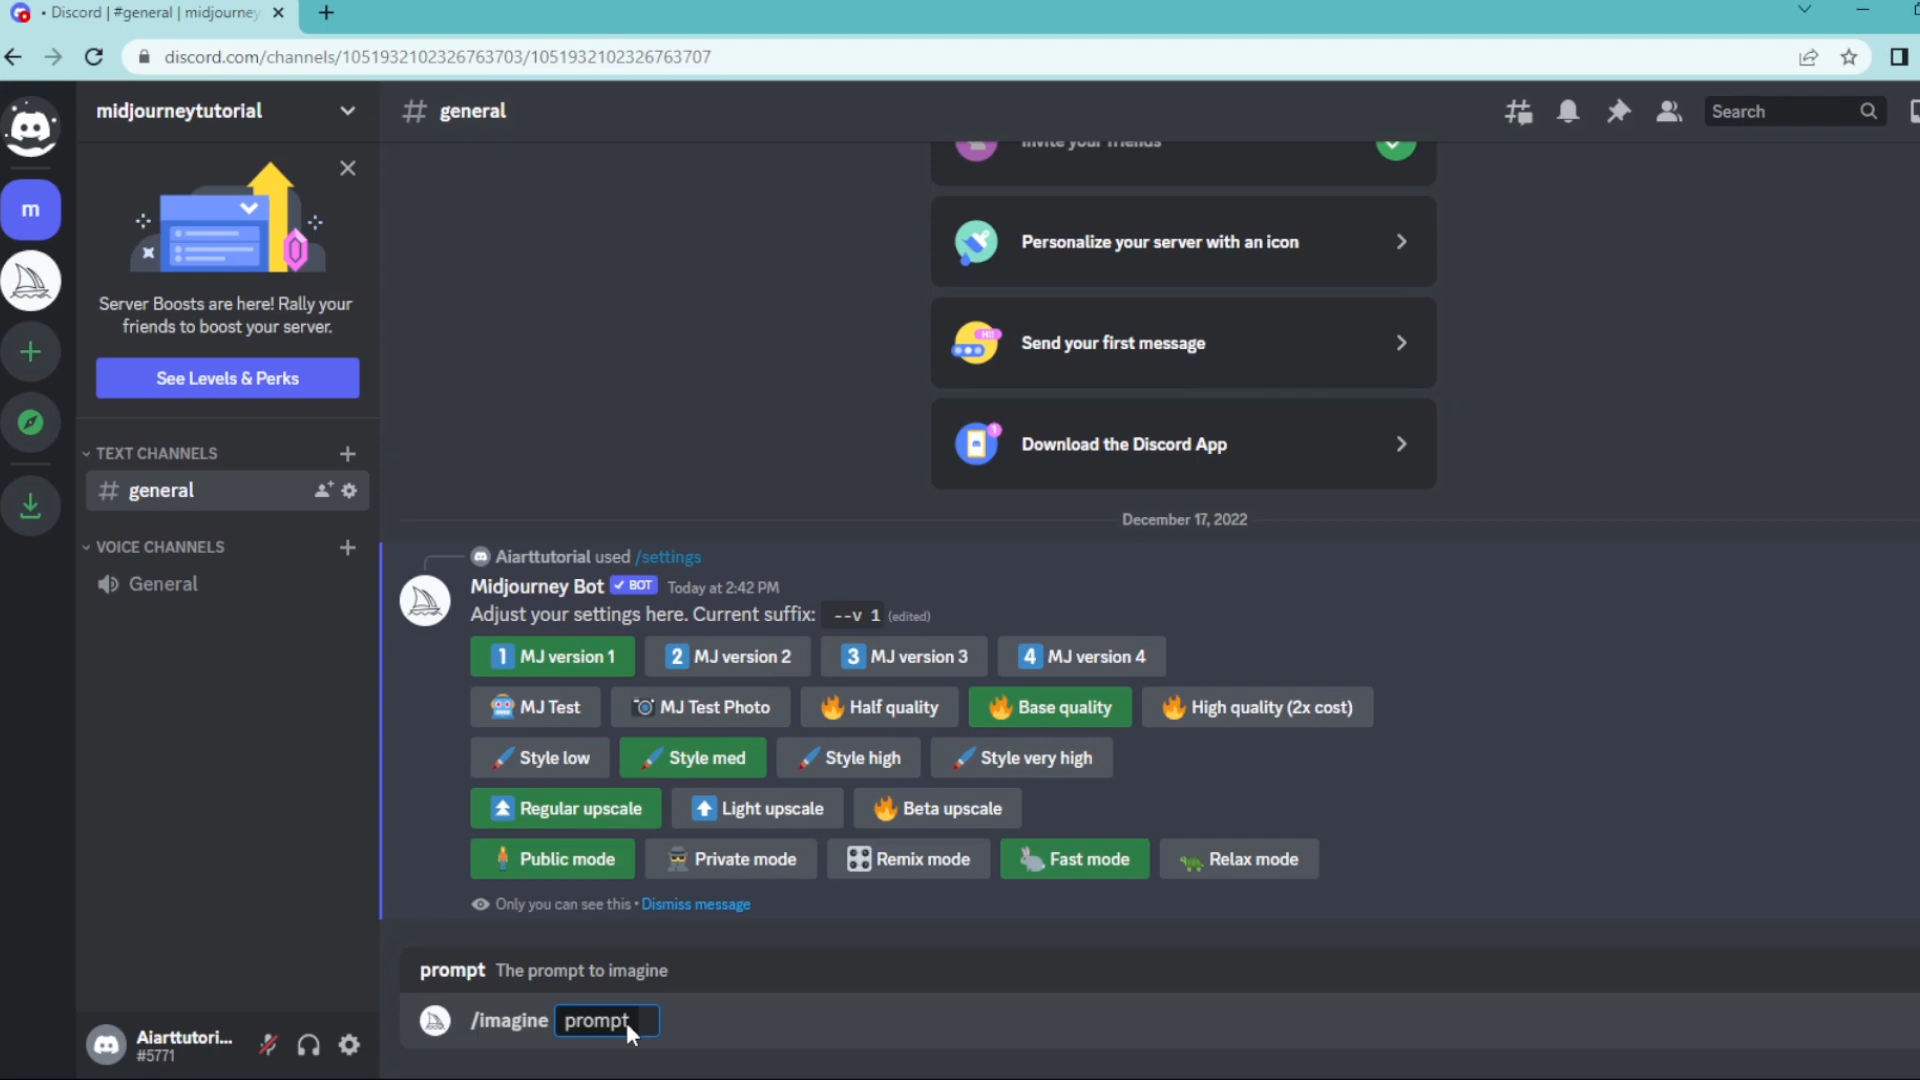 • Discord | #general | midjourney
discord.com/channels/1051932102326763703/1051932102326763707
midjourneytutorial
general
Search
Invite your friends
m
Personalize your server with an icon
Server Boosts are here! Rally your
friends to boost your server.
See Levels & Perks
HI!
Send your first message
1
Download the Discord App
TEXT CHANNELS
general
VOICE CHANNELS
General
December 17, 2022
Aiarttutorial used /settings
Midjourney Bot ✓ BOT Today at 2:42 PM
Adjust your settings here. Current suffix: --v 1 (edited)
1 MJ version 1 2 MJ version 2 3 MJ version 3 4 MJ version 4
MJ Test MJ Test Photo Half quality Base quality High quality (2x cost)
Style low Style med Style high Style very high
Regular upscale Light upscale Beta upscale
Public mode Private mode Remix mode Fast mode Relax mode
Only you can see this • Dismiss message
prompt The prompt to imagine
/imagine prompt
Aiarttutori...
#5771